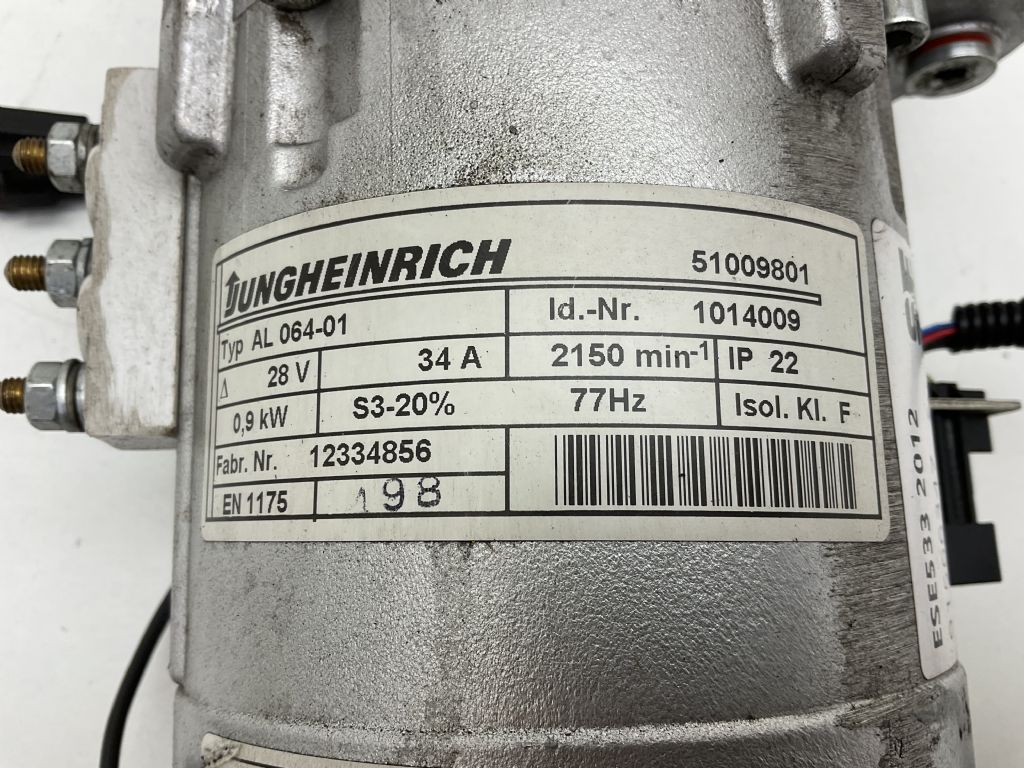 JUNGHEINRICH 51009801
Typ AL 064-01 Id.-Nr. 1014009
Δ 28 V 34 A 2150 min-1 IP 22
0,9 kW S3-20% 77Hz Isol. Kl. F
Fabr. Nr. 12334856
EN 1175 198
ESE533 2012